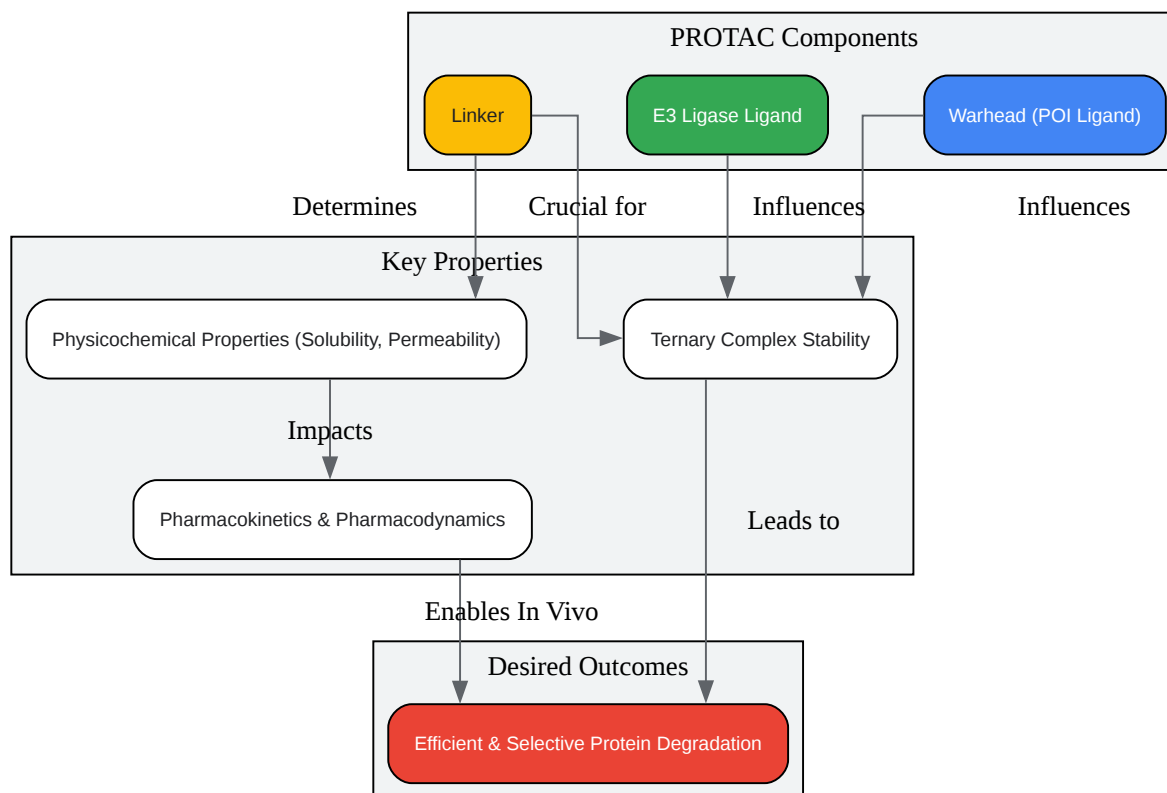 PROTAC Components
Linker
E3 Ligase Ligand
Warhead (POI Ligand)
Determines
Crucial for
Influences
Influences
Key Properties
Physicochemical Properties (Solubility, Permeability)
Ternary Complex Stability
Impacts
Pharmacokinetics & Pharmacodynamics
Leads to
Enables In Vivo
Desired Outcomes
Efficient & Selective Protein Degradation